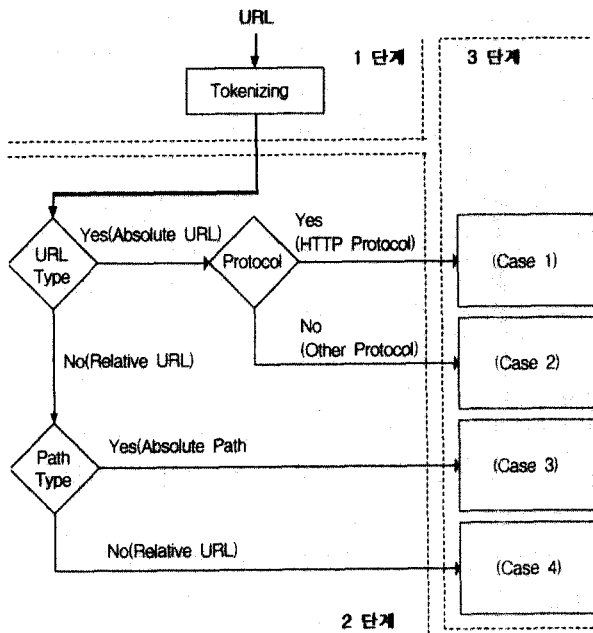 URL
1 단계
3 단계
Tokenizing
URL
Type
Yes(Absolute URL)
Protocol
Yes
(HTTP Protocol)
(Case 1)
No
(Other Protocol)
(Case 2)
No(Relative URL)
Path
Type
Yes(Absolute Path
(Case 3)
No(Relative URL)
(Case 4)
2 단계